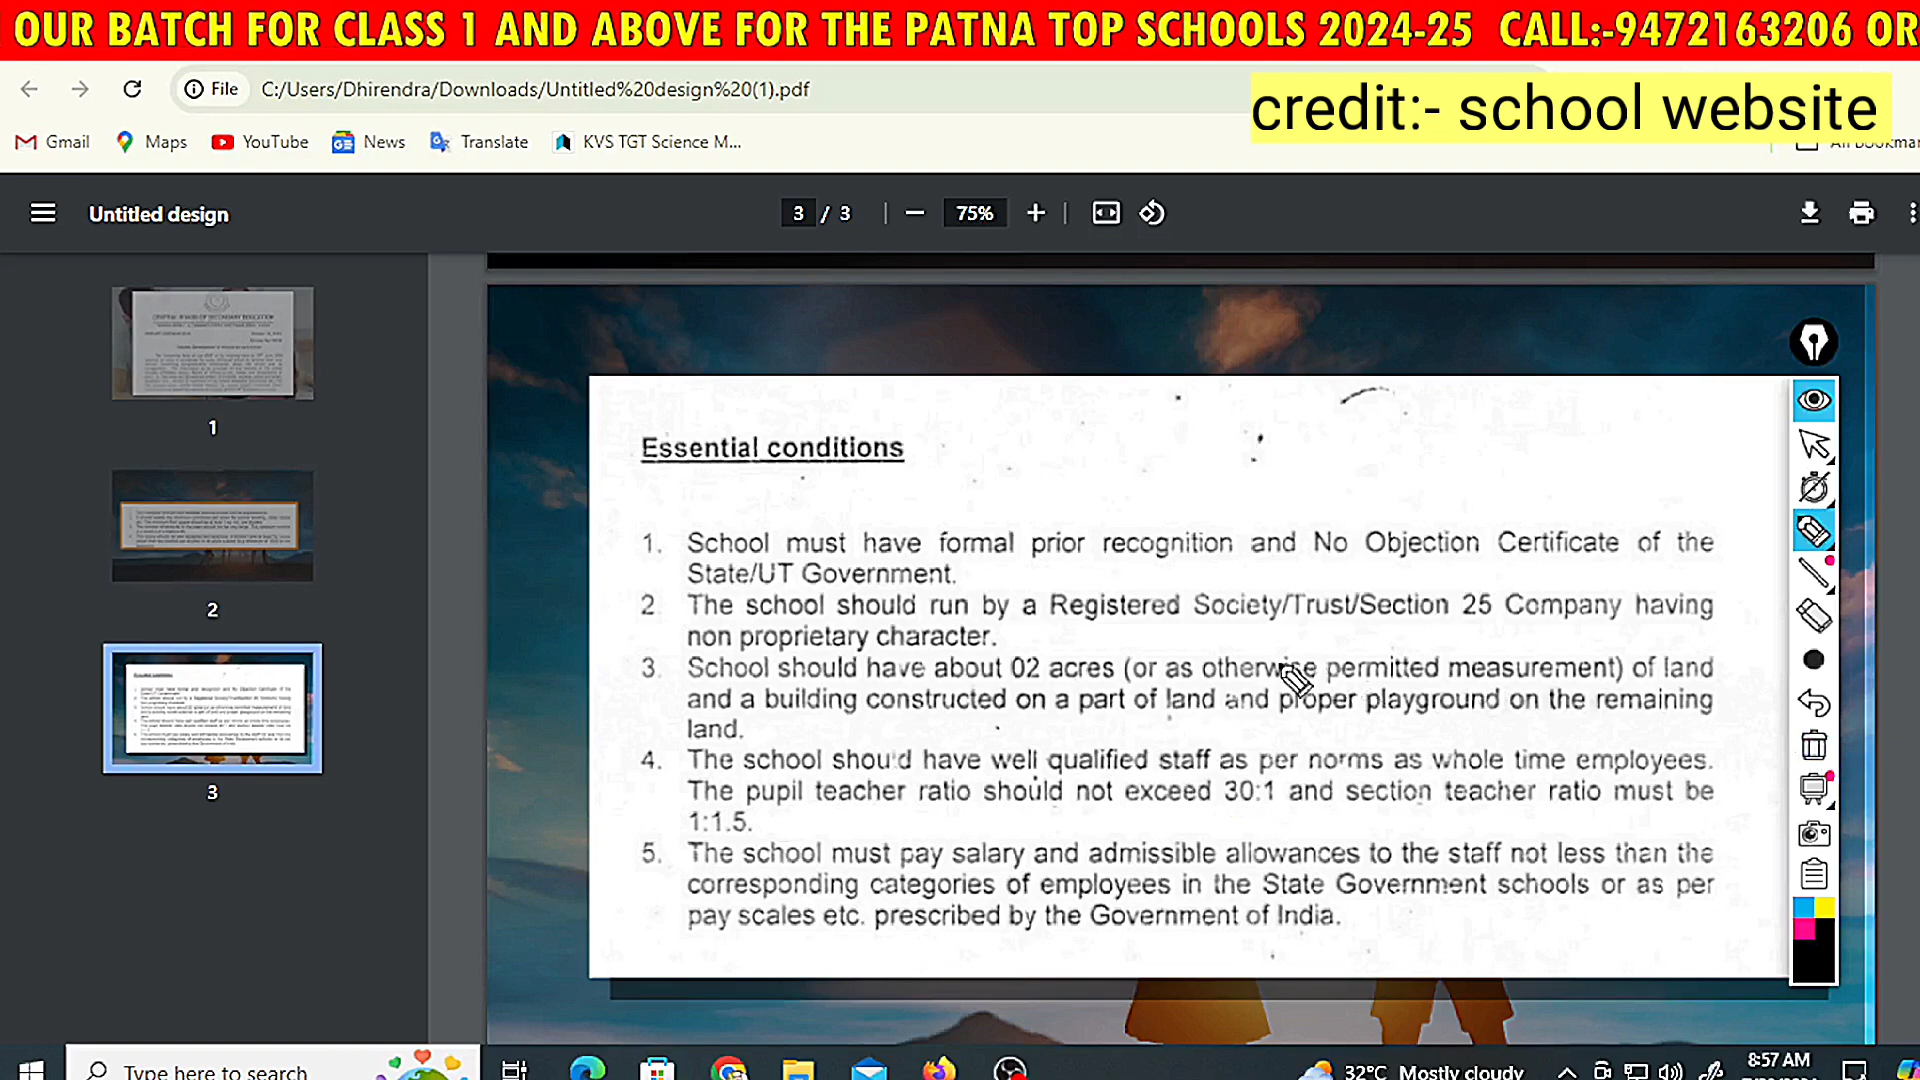 OUR BATCH FOR CLASS 1 AND ABOVE FOR THE PATNA TOP SCHOOLS 2024-25 CALL:-9472163206 OR
File C:/Users/Dhirendra/Downloads/Untitled%20design%20(1).pdf
credit:- school website
Gmail Maps YouTube News Translate KVS TGT Science M...
Untitled design 3 / 3 75%
CENTRAL BOARD OF SECONDARY EDUCATION
1
2
3
Essential conditions
1. School must have formal prior recognition and No Objection Certificate of the
State/UT Government.
2. The school should run by a Registered Society/Trust/Section 25 Company having
non proprietary character.
3. School should have about 02 acres (or as otherwise permitted measurement) of land
and a building constructed on a part of land and proper playground on the remaining
land.
4. The school should have well qualified staff as per norms as whole time employees.
The pupil teacher ratio should not exceed 30:1 and section teacher ratio must be
1:1.5.
5. The school must pay salary and admissible allowances to the staff not less than the
corresponding categories of employees in the State Government schools or as per
pay scales etc. prescribed by the Government of India.
Type here to search
32°C Mostly cloudy
8:57 AM